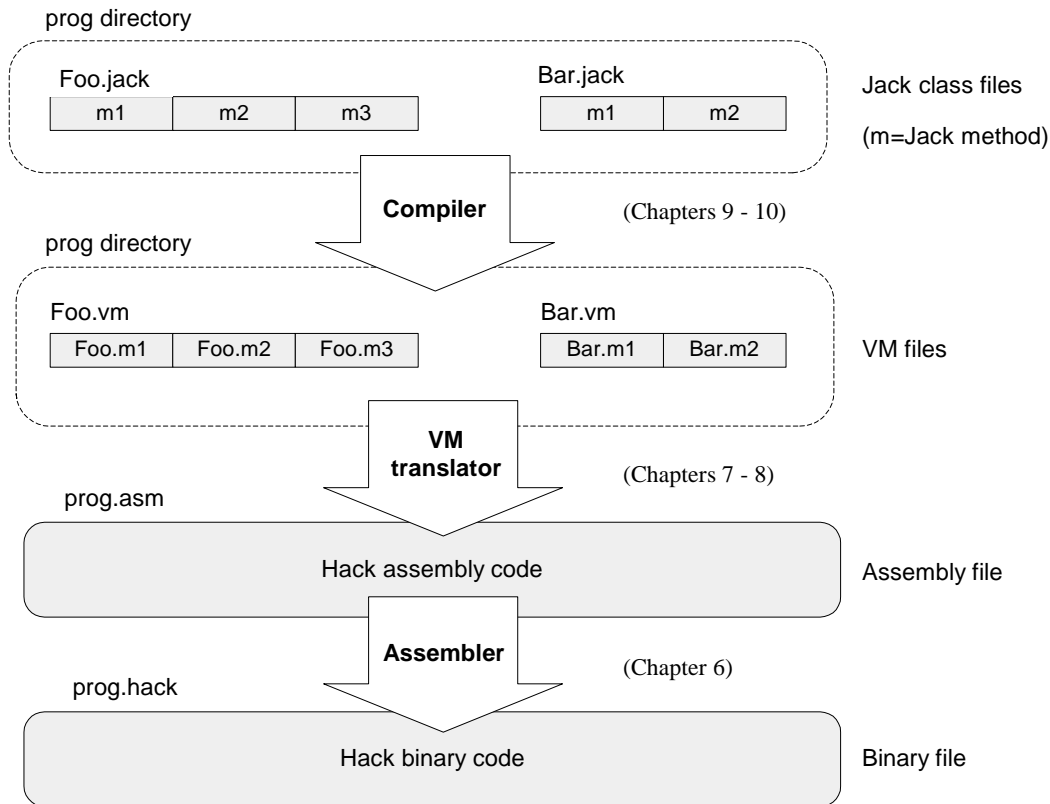 prog directory
Foo.jack
Bar.jack
m1 m2 m3
m1 m2
Jack class files
(m=Jack method)
Compiler
(Chapters 9 - 10)
prog directory
Foo.vm
Bar.vm
Foo.m1 Foo.m2 Foo.m3
Bar.m1 Bar.m2
VM files
VM
translator
(Chapters 7 - 8)
prog.asm
Hack assembly code
Assembly file
Assembler
(Chapter 6)
prog.hack
Hack binary code
Binary file